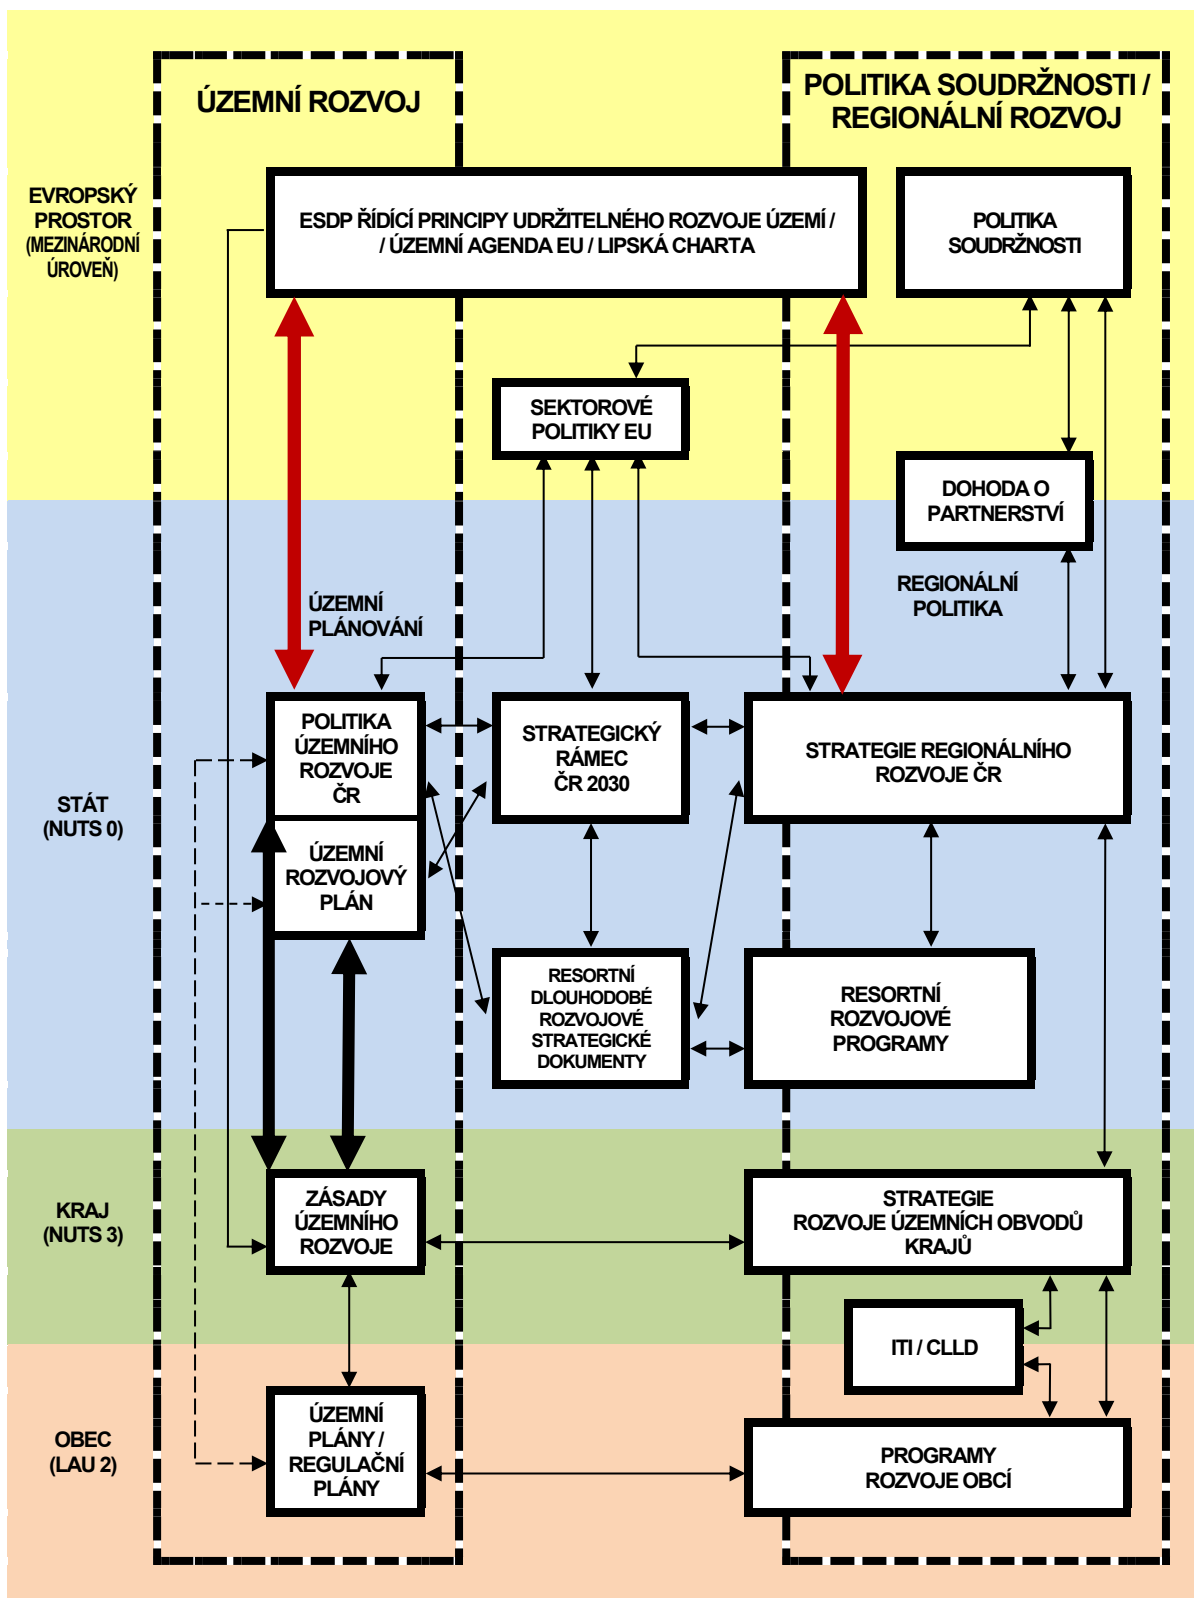 ÚZEMNÍ ROZVOJ
POLITIKA SOUDRŽNOSTI /
REGIONÁLNÍ ROZVOJ
EVROPSKÝ
PROSTOR
(MEZINÁRODNÍ
ÚROVEŇ)
ESDP ŘÍDÍCÍ PRINCIPY UDRŽITELNÉHO ROZVOJE ÚZEMÍ /
/ ÚZEMNÍ AGENDA EU / LIPSKÁ CHARTA
POLITIKA
SOUDRŽNOSTI
SEKTOROVÉ
POLITIKY EU
DOHODA O
PARTNERSTVÍ
ÚZEMNÍ
PLÁNOVÁNÍ
REGIONÁLNÍ
POLITIKA
STÁT
(NUTS 0)
POLITIKA
ÚZEMNÍHO
ROZVOJE
ČR
STRATEGICKÝ
RÁMEC
ČR 2030
STRATEGIE REGIONÁLNÍHO
ROZVOJE ČR
ÚZEMNÍ
ROZVOJOVÝ
PLÁN
RESORTNÍ
DLOUHODOBÉ
ROZVOJOVÉ
STRATEGICKÉ
DOKUMENTY
RESORTNÍ
ROZVOJOVÉ
PROGRAMY
KRAJ
(NUTS 3)
ZÁSADY
ÚZEMNÍHO
ROZVOJE
STRATEGIE
ROZVOJE ÚZEMNÍCH OBVODŮ
KRAJŮ
ITI / CLLD
OBEC
(LAU 2)
ÚZEMNÍ
PLÁNY /
REGULAČNÍ
PLÁNY
PROGRAMY
ROZVOJE OBCÍ